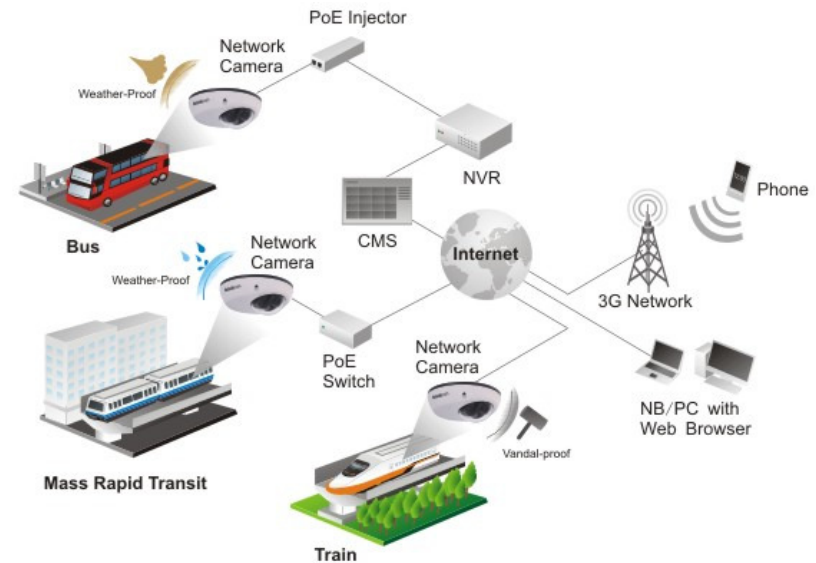 PoE Injector
Network
Camera
Weather-Proof
NVR
Phone
Bus
CMS
Internet
Network
Camera
Weather-Proof
3G Network
PoE
Switch
Network
Camera
NB/PC with
Web Browser
Vandal-proof
Mass Rapid Transit
Train